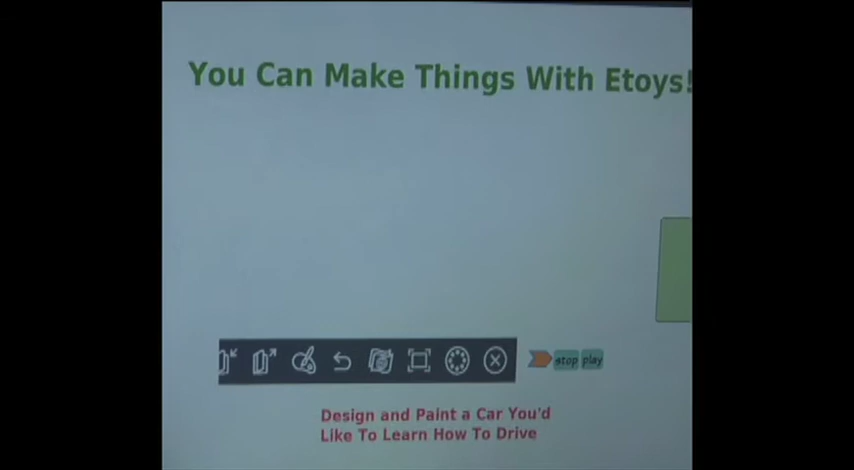 You Can Make Things With Etoys!
stop play
Design and Paint a Car You'd
Like To Learn How To Drive